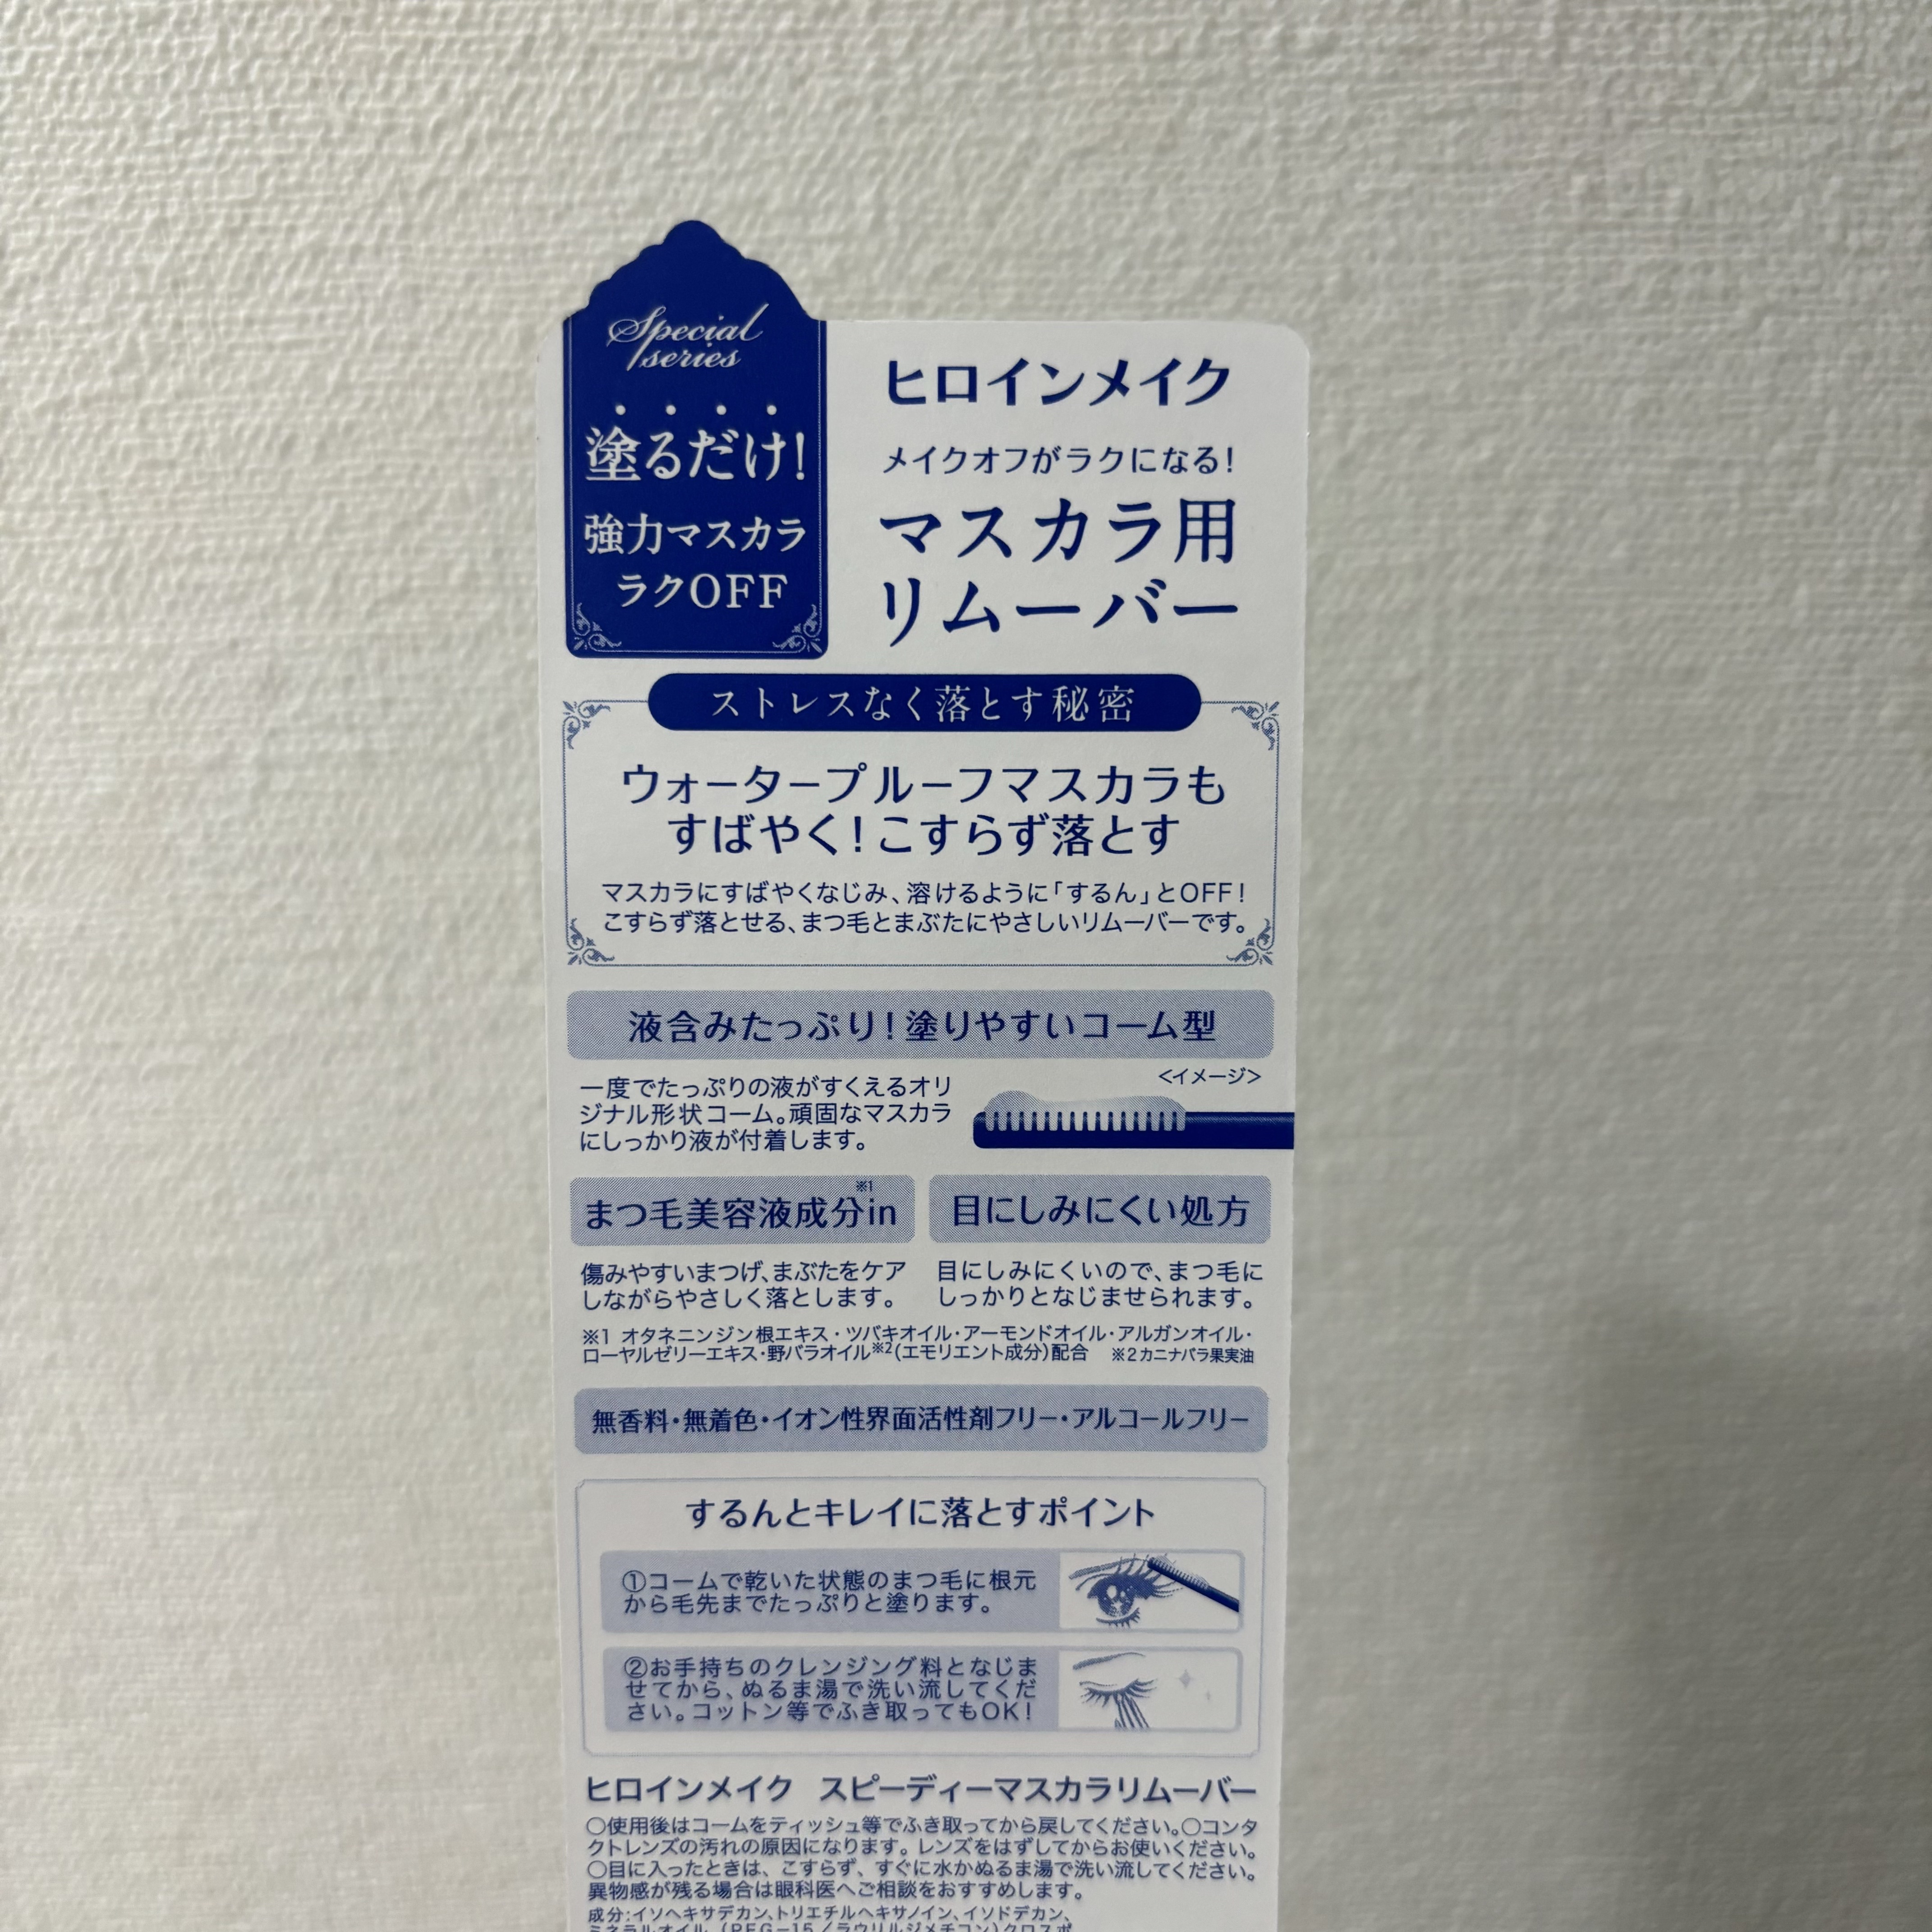 Special
series
塗るだけ!
強力マスカラ
ラクOFF
ヒロインメイク
メイクオフがラクになる!
マスカラ用
リムーバー
ストレスなく落とす秘密
ウォータープルーフマスカラも
すばやく!こすらず落とす
マスカラにすばやくなじみ、溶けるように「するん」とOFF!
こすらず落とせる、まつ毛とまぶたにやさしいリムーバーです。
液含みたっぷり!塗りやすいコーム型
<イメージ>
一度でたっぷりの液がすくえるオリ
ジナル形状コーム。頑固なマスカラ
にしっかり液が付着します。
まつ毛美容液成分※1in
傷みやすいまつげ、まぶたをケア
しながらやさしく落とします。
目にしみにくい処方
目にしみにくいので、まつ毛に
しっかりとなじませられます。
※1 オタネニンジン根エキス・ツバキオイル・アーモンドオイル・アルガンオイル・
ローヤルゼリーエキス・野バラオイル※2(エモリエント成分)配合 ※2カニナバラ果実油
無香料・無着色・イオン性界面活性剤フリー・アルコールフリー
するんとキレイに落とすポイント
①コームで乾いた状態のまつ毛に根元
から毛先までたっぷりと塗ります。
②お手持ちのクレンジング料となじま
せてから、ぬるま湯で洗い流してくだ
さい。コットン等でふき取ってもOK!
ヒロインメイク スピーディーマスカラリムーバー
○使用後はコームをティッシュ等でふき取ってから戻してください。○コンタ
クトレンズの汚れの原因になります。レンズをはずしてからお使いください。
○目に入ったときは、こすらず、すぐに水かぬるま湯で洗い流してください。
異物感が残る場合は眼科医へご相談をおすすめします。
成分:イソヘキサデカン、トリエチルヘキサノイン、イソドデカン、
ミネラルオイル、(PEG-15/ラウリルジメチコン)クロスポ